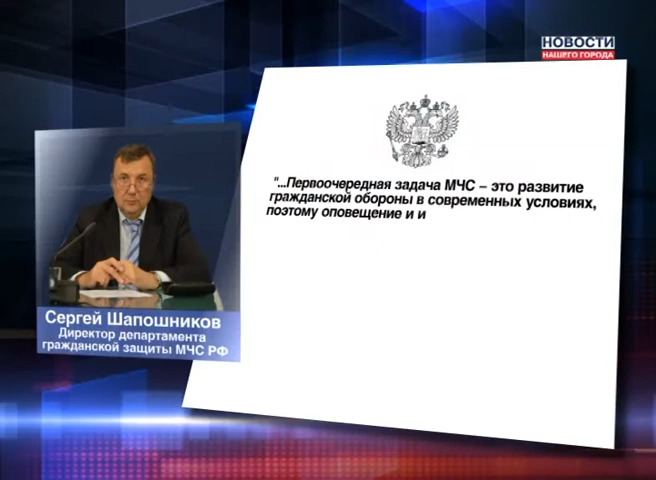 НОВОСТИ
НАШЕГО ГОРОДА
"...Первоочередная задача МЧС – это развитие
гражданской обороны в современных условиях,
поэтому оповещение и и
Сергей Шапошников
Директор департамента
гражданской защиты МЧС РФ